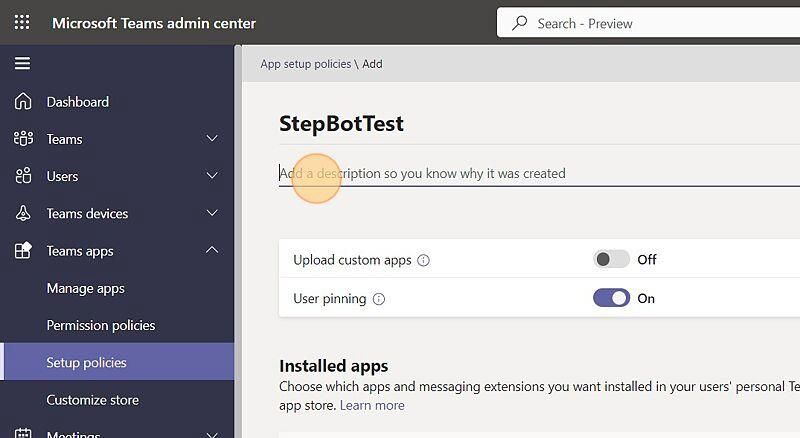 Microsoft Teams admin center
Search - Preview
App setup policies \ Add
Dashboard
Teams
Users
Teams devices
Teams apps
Manage apps
Permission policies
Setup policies
Customize store
Meetings
StepBotTest
Add a description so you know why it was created
Upload custom apps Off
User pinning On
Installed apps
Choose which apps and messaging extensions you want installed in your users' personal Te
app store. Learn more